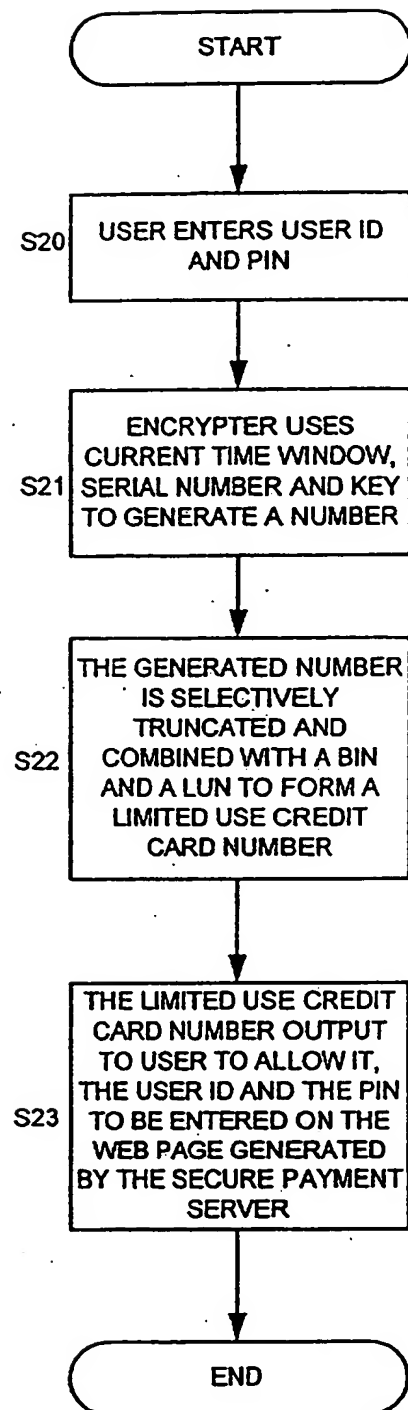 START
S20
USER ENTERS USER ID
AND PIN
S21
ENCRYPTER USES
CURRENT TIME WINDOW,
SERIAL NUMBER AND KEY
TO GENERATE A NUMBER
S22
THE GENERATED NUMBER
IS SELECTIVELY
TRUNCATED AND
COMBINED WITH A BIN
AND A LUN TO FORM A
LIMITED USE CREDIT
CARD NUMBER
S23
THE LIMITED USE CREDIT
CARD NUMBER OUTPUT
TO USER TO ALLOW IT,
THE USER ID AND THE PIN
TO BE ENTERED ON THE
WEB PAGE GENERATED
BY THE SECURE PAYMENT
SERVER
END